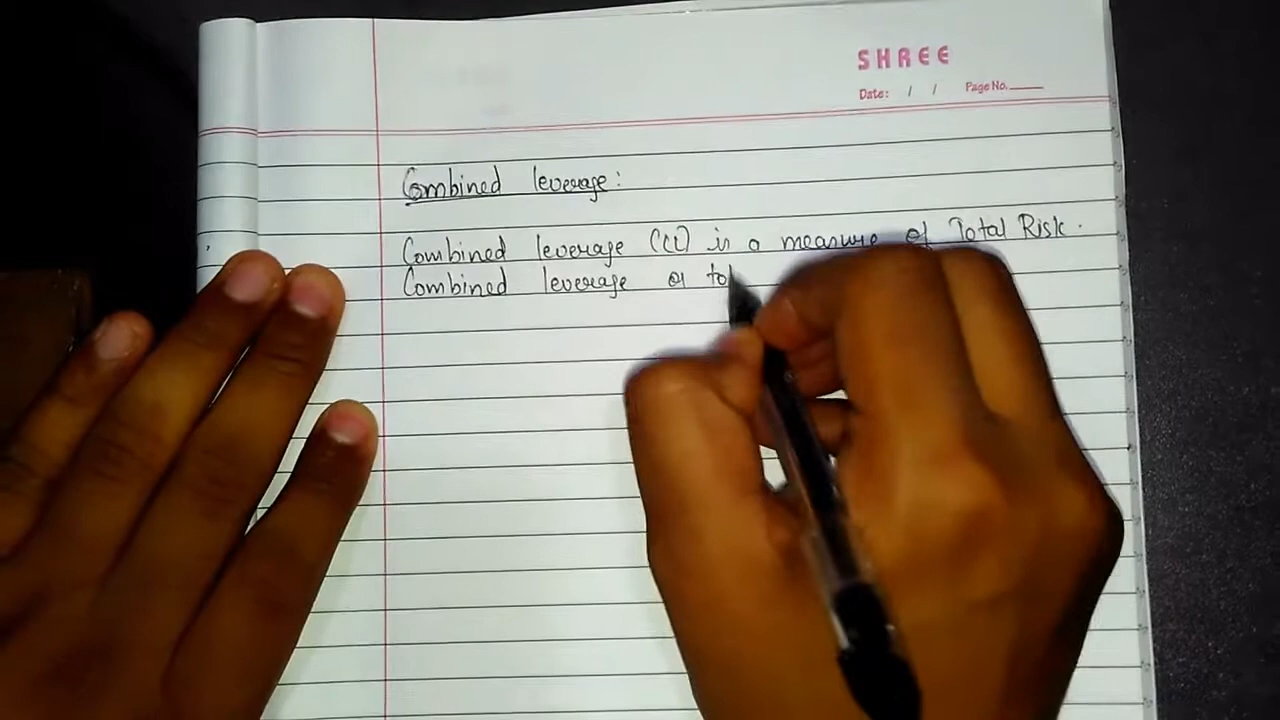 SHREE
Date: / / Page No.
Combined leverage:
Combined leverage (CL) is a measure of Total Risk.
Combined leverage or to